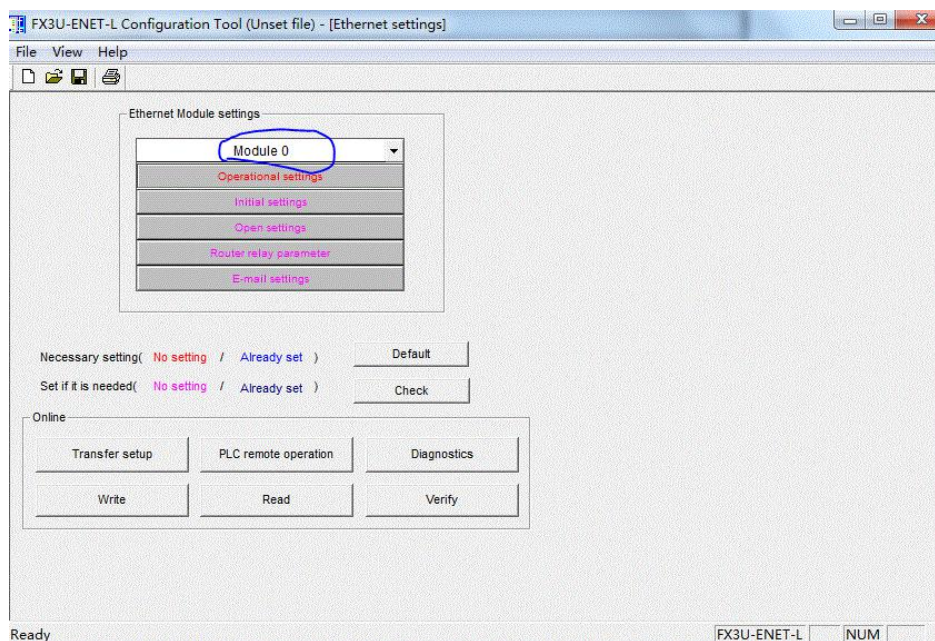 FX3U-ENET-L Configuration Tool (Unset file) - [Ethernet settings]
File View Help
Ethernet Module settings
Module 0
Operational settings
Initial settings
Open settings
Router relay parameter
E-mail settings
Necessary setting( No setting / Already set )
Default
Set if it is needed( No setting / Already set )
Check
Online
Transfer setup PLC remote operation Diagnostics
Write Read Verify
Ready FX3U-ENET-L NUM